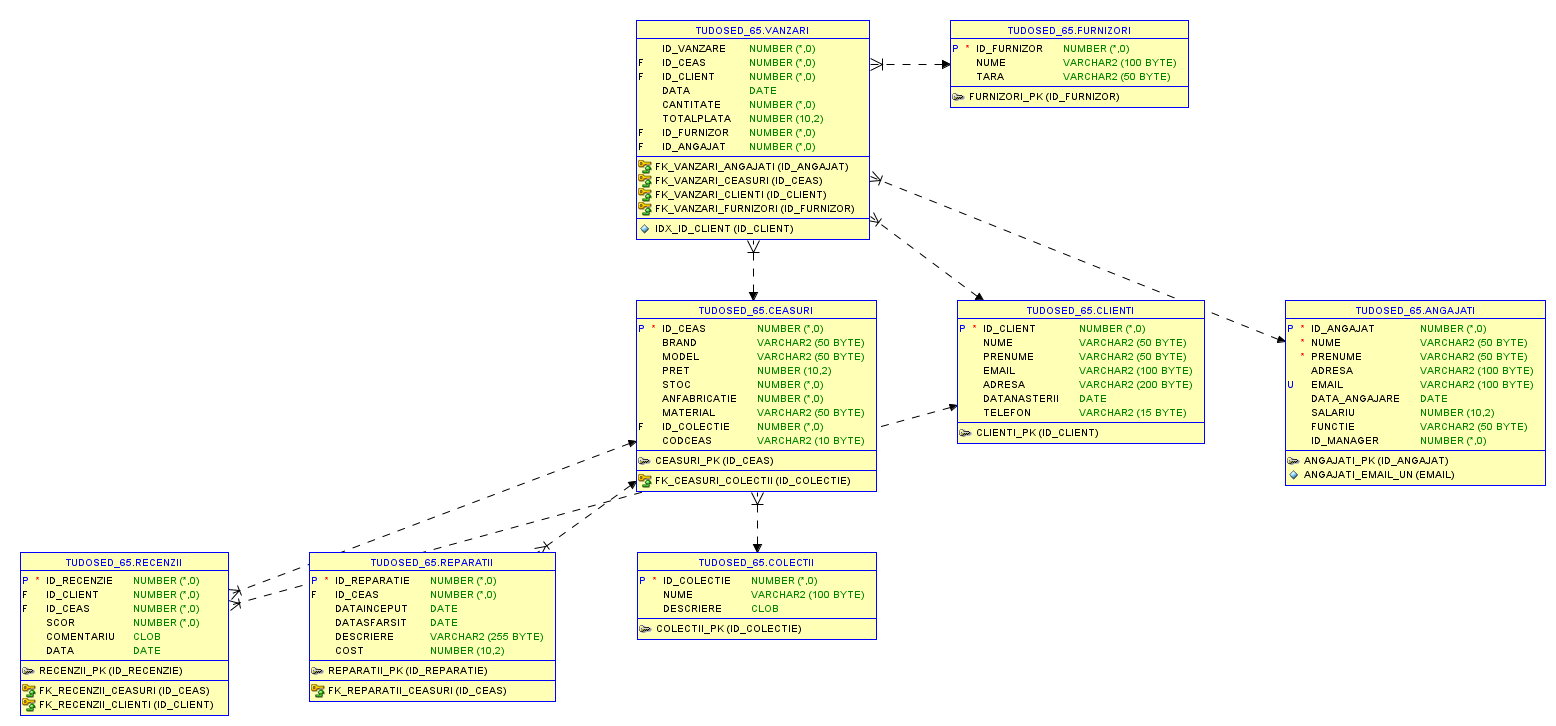 TUDOSED_65.VANZARI
ID_VANZARE NUMBER (*,0)
F ID_CEAS NUMBER (*,0)
F ID_CLIENT NUMBER (*,0)
DATA DATE
CANTITATE NUMBER (*,0)
TOTALPLATA NUMBER (10,2)
F ID_FURNIZOR NUMBER (*,0)
F ID_ANGAJAT NUMBER (*,0)
FK_VANZARI_ANGAJATI (ID_ANGAJAT)
FK_VANZARI_CEASURI (ID_CEAS)
FK_VANZARI_CLIENTI (ID_CLIENT)
FK_VANZARI_FURNIZORI (ID_FURNIZOR)
IDX_ID_CLIENT (ID_CLIENT)
TUDOSED_65.FURNIZORI
P * ID_FURNIZOR NUMBER (*,0)
NUME VARCHAR2 (100 BYTE)
TARA VARCHAR2 (50 BYTE)
FURNIZORI_PK (ID_FURNIZOR)
TUDOSED_65.CEASURI
P * ID_CEAS NUMBER (*,0)
BRAND VARCHAR2 (50 BYTE)
MODEL VARCHAR2 (50 BYTE)
PRET NUMBER (10,2)
STOC NUMBER (*,0)
ANFABRICATIE NUMBER (*,0)
MATERIAL VARCHAR2 (50 BYTE)
F ID_COLECTIE NUMBER (*,0)
CODCEAS VARCHAR2 (10 BYTE)
CEASURI_PK (ID_CEAS)
FK_CEASURI_COLECTII (ID_COLECTIE)
TUDOSED_65.CLIENTI
P * ID_CLIENT NUMBER (*,0)
NUME VARCHAR2 (50 BYTE)
PRENUME VARCHAR2 (50 BYTE)
EMAIL VARCHAR2 (100 BYTE)
ADRESA VARCHAR2 (200 BYTE)
DATANASTERII DATE
TELEFON VARCHAR2 (15 BYTE)
CLIENTI_PK (ID_CLIENT)
TUDOSED_65.ANGAJATI
P * ID_ANGAJAT NUMBER (*,0)
* NUME VARCHAR2 (50 BYTE)
* PRENUME VARCHAR2 (50 BYTE)
ADRESA VARCHAR2 (100 BYTE)
U EMAIL VARCHAR2 (100 BYTE)
DATA_ANGAJARE DATE
SALARIU NUMBER (10,2)
FUNCTIE VARCHAR2 (50 BYTE)
ID_MANAGER NUMBER (*,0)
ANGAJATI_PK (ID_ANGAJAT)
ANGAJATI_EMAIL_UN (EMAIL)
TUDOSED_65.RECENZII
P * ID_RECENZIE NUMBER (*,0)
F ID_CLIENT NUMBER (*,0)
F ID_CEAS NUMBER (*,0)
SCOR NUMBER (*,0)
COMENTARIU CLOB
DATA DATE
RECENZII_PK (ID_RECENZIE)
FK_RECENZII_CEASURI (ID_CEAS)
FK_RECENZII_CLIENTI (ID_CLIENT)
TUDOSED_65.REPARATII
P * ID_REPARATIE NUMBER (*,0)
F ID_CEAS NUMBER (*,0)
DATAINCEPUT DATE
DATASFARSIT DATE
DESCRIERE VARCHAR2 (255 BYTE)
COST NUMBER (10,2)
REPARATII_PK (ID_REPARATIE)
FK_REPARATII_CEASURI (ID_CEAS)
TUDOSED_65.COLECTII
P * ID_COLECTIE NUMBER (*,0)
NUME VARCHAR2 (100 BYTE)
DESCRIERE CLOB
COLECTII_PK (ID_COLECTIE)